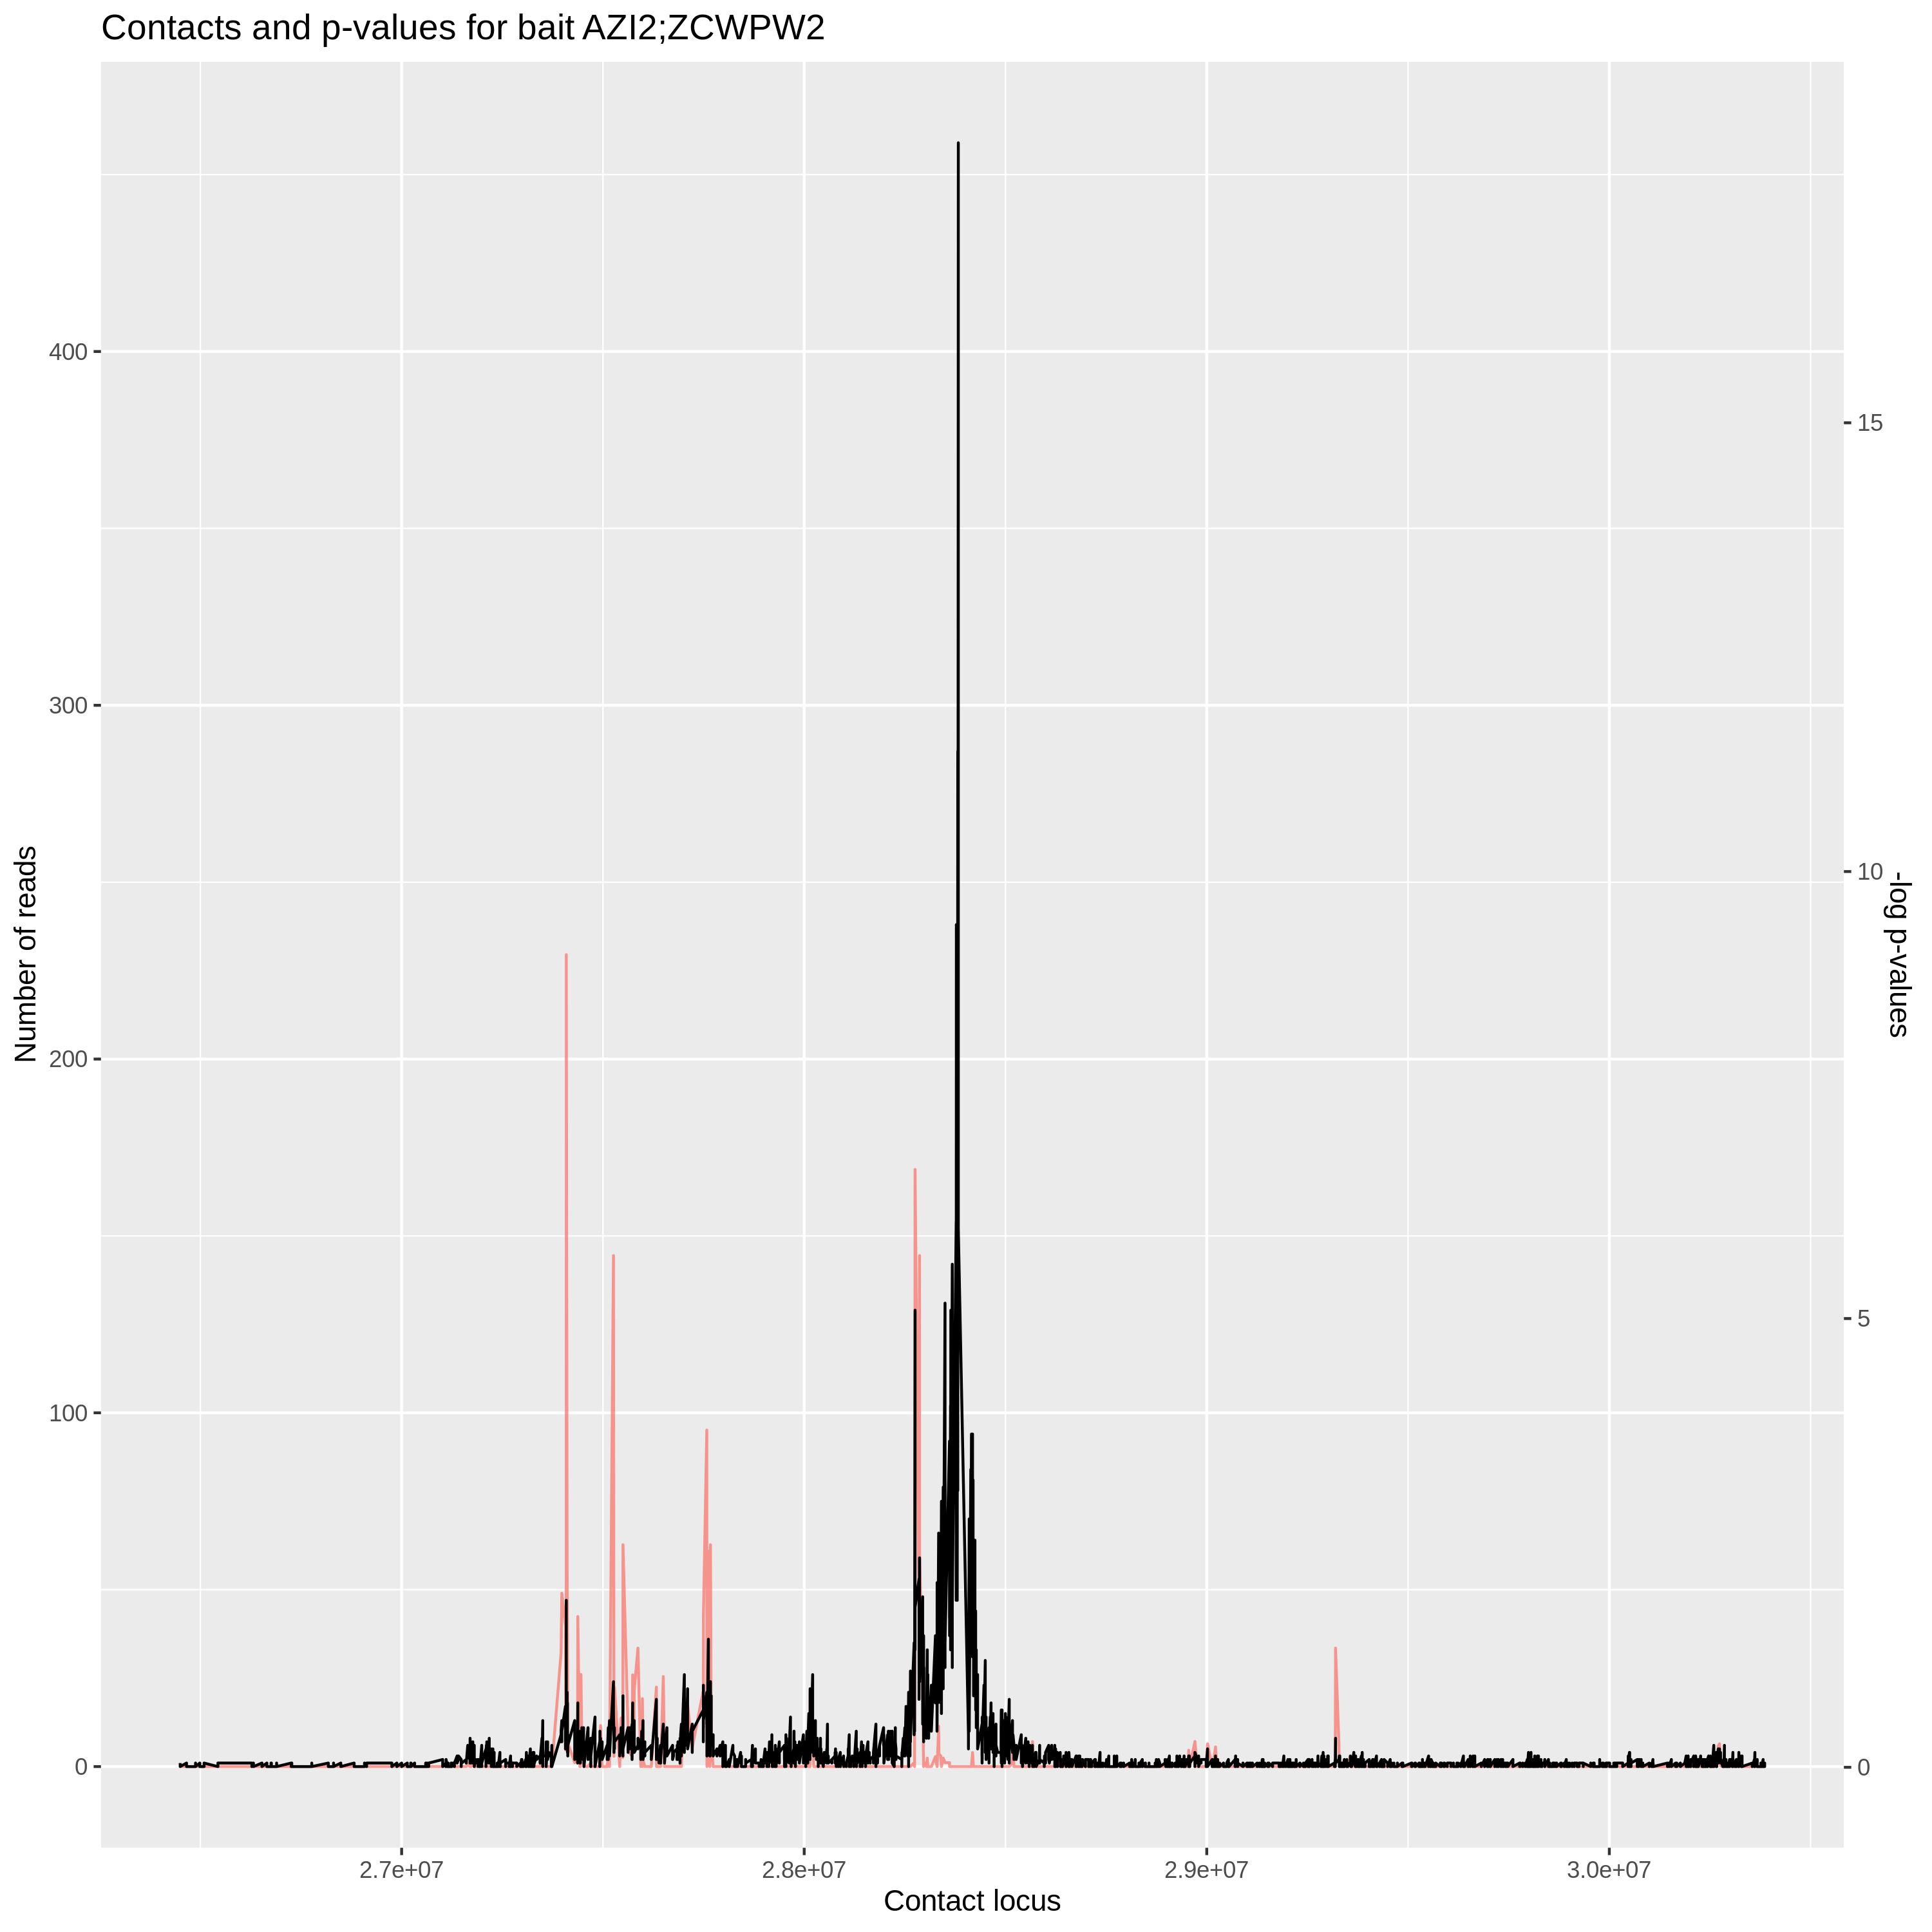 Contacts and p-values for bait AZI2;ZCWPW2
Number of reads
400
300
200
100
0
15
10
5
0
-log p-values
2.7e+07
2.8e+07
2.9e+07
3.0e+07
Contact locus